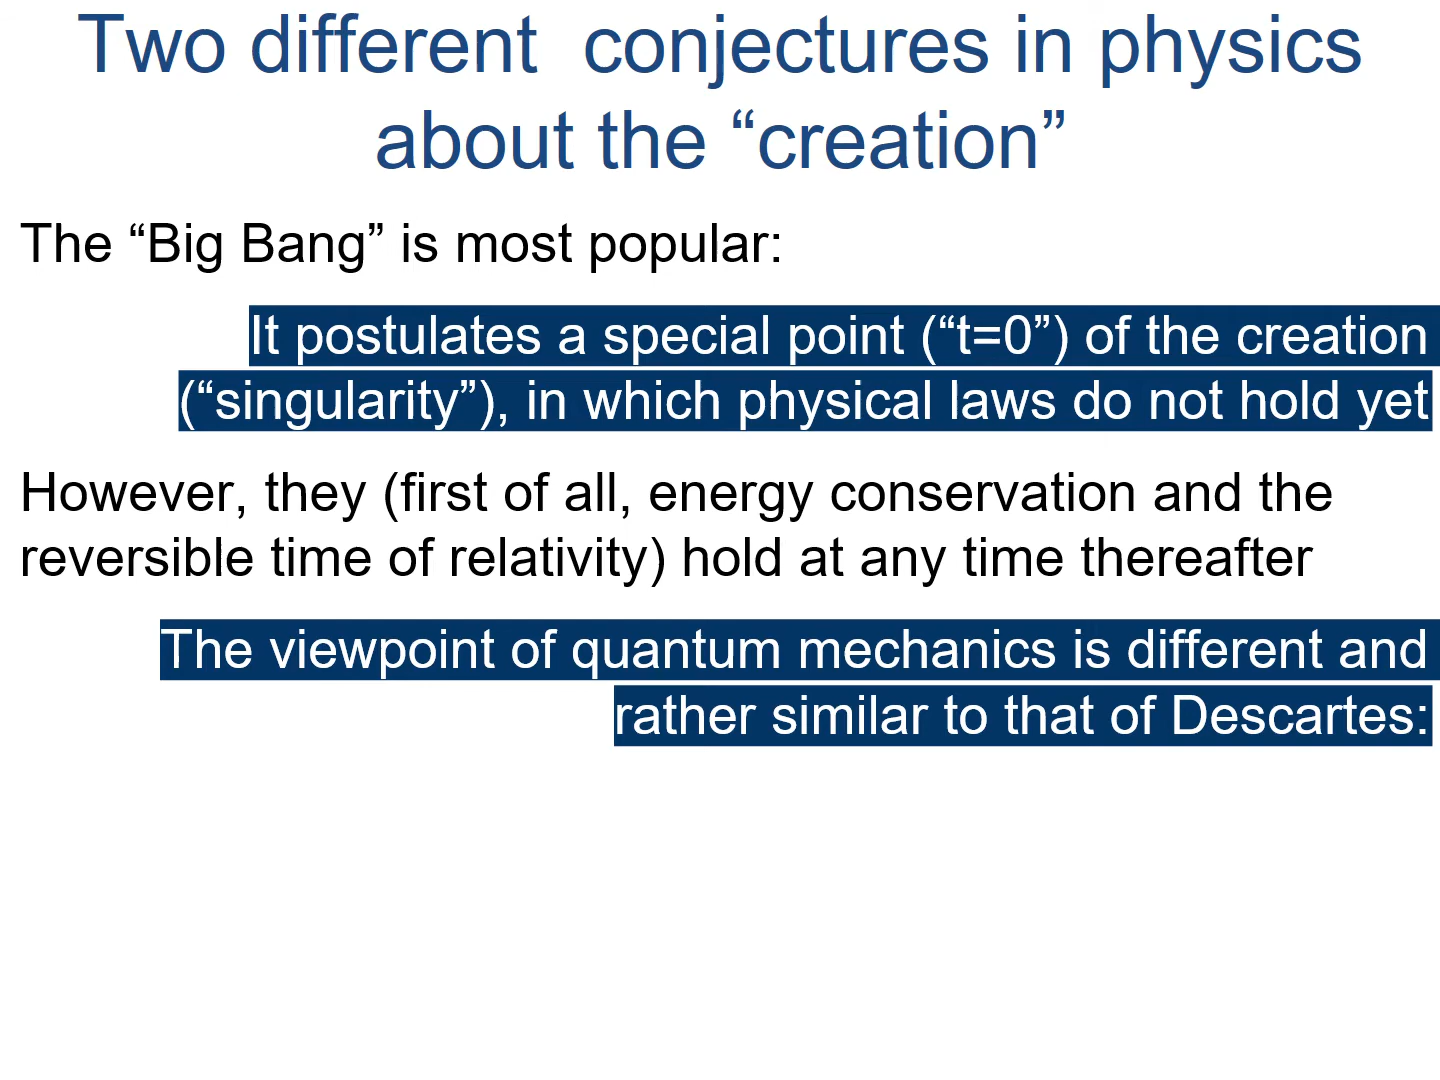 Two different  conjectures in physics
about the “creation”
The “Big Bang” is most popular:
It postulates a special point (“t=0”) of the creation
(“singularity”), in which physical laws do not hold yet
However, they (first of all, energy conservation and the
reversible time of relativity) hold at any time thereafter
The viewpoint of quantum mechanics is different and
rather similar to that of Descartes: